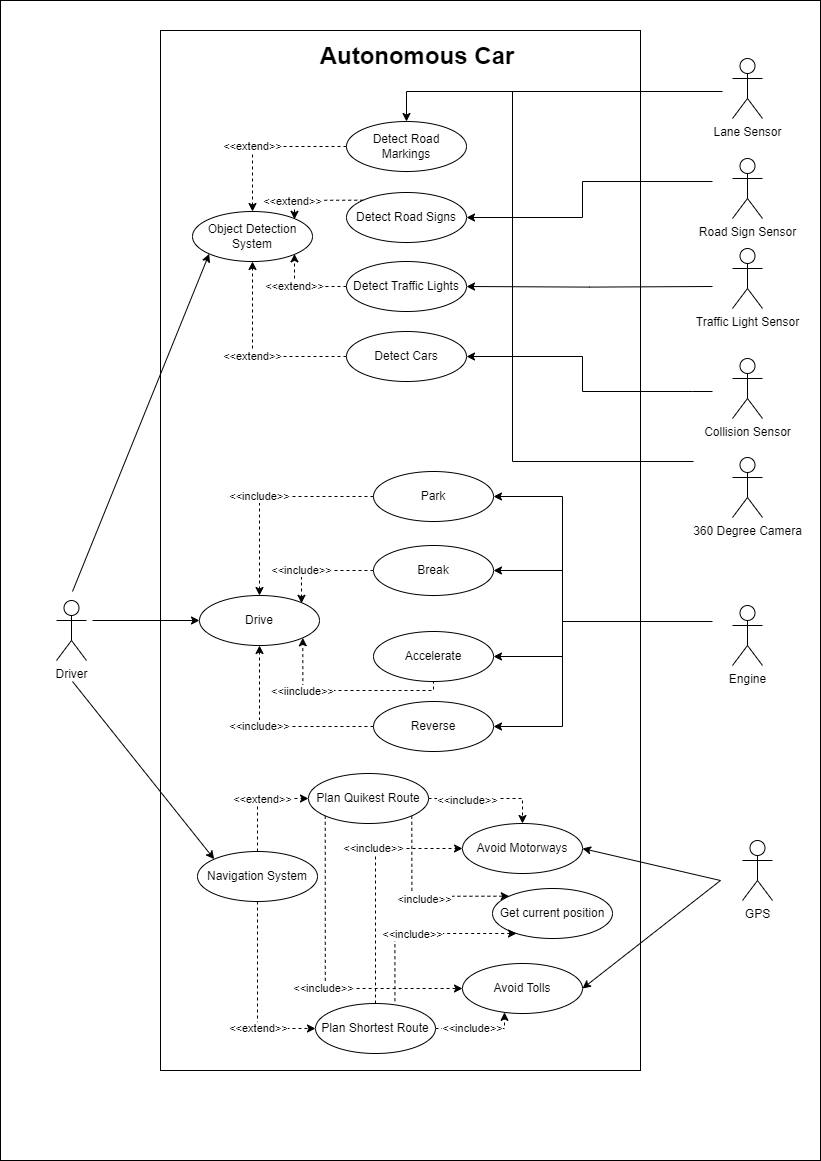 Autonomous Car
Lane Sensor
Detect Road
Markings
<<extend>>
<<extend>>
Detect Road Signs
Road Sign Sensor
Object Detection
System
<<extend>>
Detect Traffic Lights
Traffic Light Sensor
<<extend>>
Detect Cars
Collision Sensor
360 Degree Camera
<<include>>
Park
<<include>>
Break
Drive
Accelerate
Driver
Engine
<<iinclude>>
<<include>>
Reverse
<<extend>>
Plan Quikest Route
<<include>>
<<include>>
Avoid Motorways
Navigation System
<include>>
Get current position
GPS
<<include>>
<<include>>
Avoid Tolls
<<extend>>
Plan Shortest Route
<<include>>